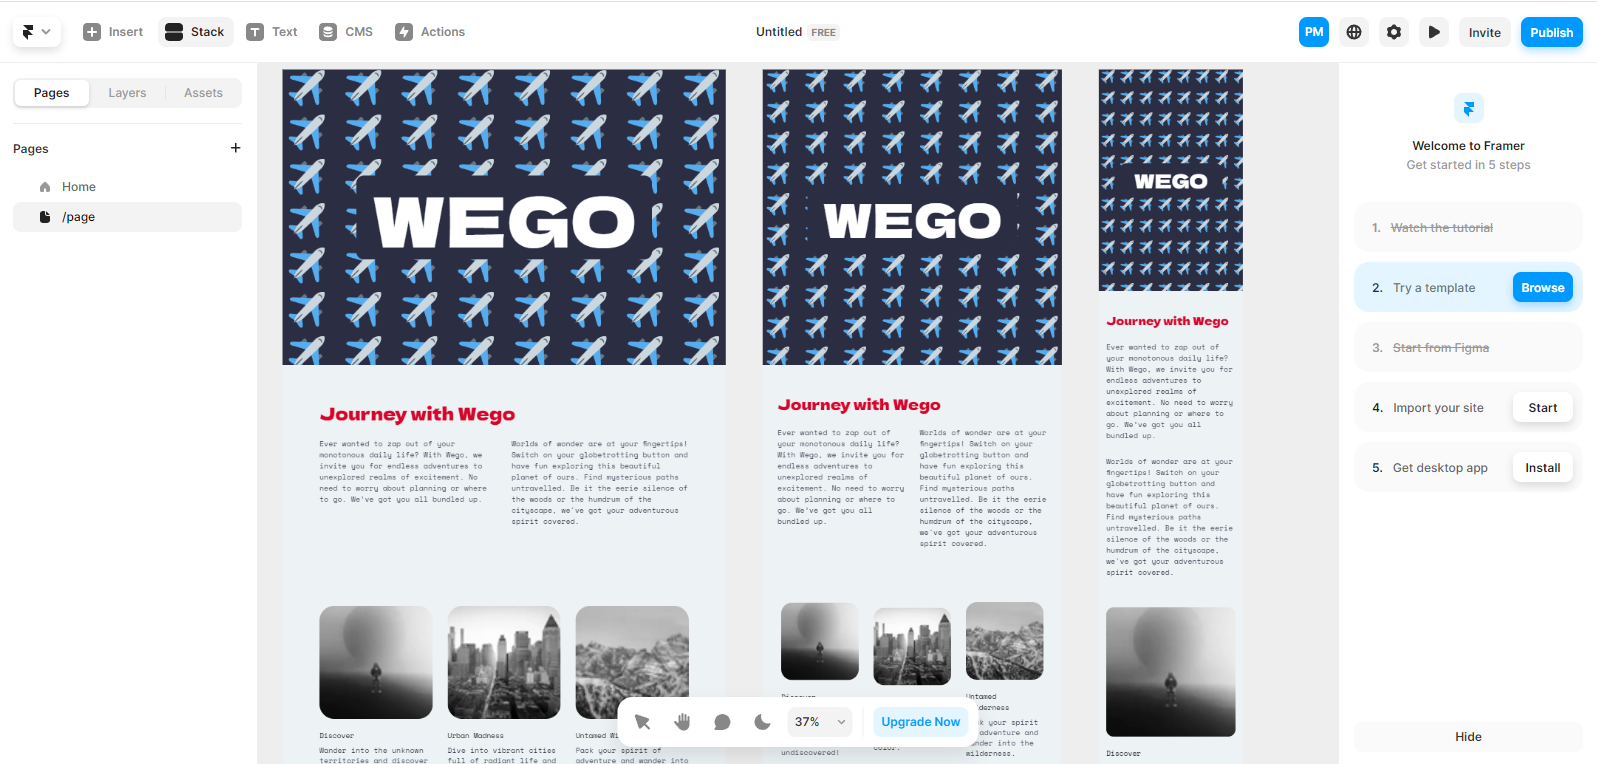 Insert
Stack
Text
CMS
Actions
Untitled FREE
PM
Invite
Publish
Pages
Layers
Assets
Pages
Home
/page
WEGO
Journey with Wego
Ever wanted to zap out of your
monotonous daily life? With Wego, we
invite you for endless adventures to
unexplored realms of excitement. No
need to worry about planning or where
to go. We've got you all bundled up.
Worlds of wonder are at your fingertips!
Switch on your globetrotting button and
have fun exploring this beautiful
planet of ours. Find mysterious paths
untravelled. Be it the eerie silence of
the woods or the humdrum of the
cityscape, we've got your adventurous
spirit covered.
Discover
Wander into the unknown
territories and discover
Urban Madness
Dive into vibrant cities
full of radiant life and
Untamed Wi
Pack your spirit of
adventure and wander into
WEGO
Journey with Wego
Ever wanted to zap out of
your monotonous daily life?
With Wego, we invite you for
endless adventures to
unexplored realms of
excitement. No need to worry
about planning or where to
go. We've got you all
bundled up.
Worlds of wonder are at your
fingertips! Switch on your
globetrotting button and
have fun exploring this
beautiful planet of ours.
Find mysterious paths
untravelled. Be it the eerie
silence of the woods or the
humdrum of the cityscape,
we've got your adventurous
spirit covered.
Discover
undiscovered!
color.
Untamed
derness
k your spirit
adventure and
nder into the
wilderness.
WEGO
Journey with Wego
Ever wanted to zap out of
your monotonous daily life?
With Wego, we invite you for
endless adventures to
unexplored realms of
excitement. No need to worry
about planning or where to
go. We've got you all
bundled up.
Worlds of wonder are at your
fingertips! Switch on your
globetrotting button and
have fun exploring this
beautiful planet of ours.
Find mysterious paths
untravelled. Be it the eerie
silence of the woods or the
humdrum of the cityscape,
we've got your adventurous
spirit covered.
Discover
37%
Upgrade Now
Welcome to Framer
Get started in 5 steps
1. Watch the tutorial
2. Try a template Browse
3. Start from Figma
4. Import your site Start
5. Get desktop app Install
Hide